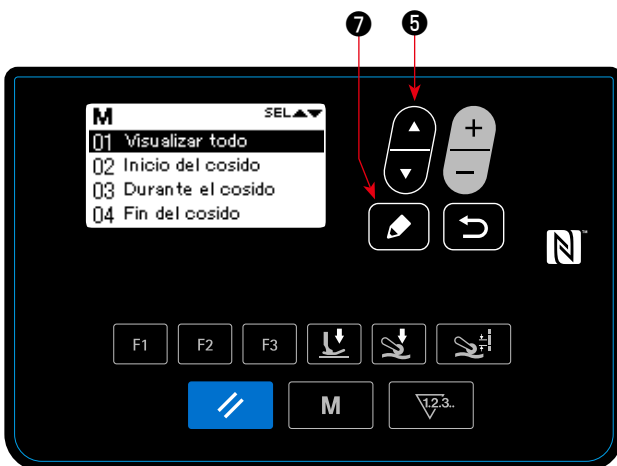 ❼ ❺
M SEL▲▼
01 Visualizar todo
02 Inicio del cosido
03 Durante el cosido
04 Fin del cosido
+
−
N™
F1 F2 F3
M 1.2.3..